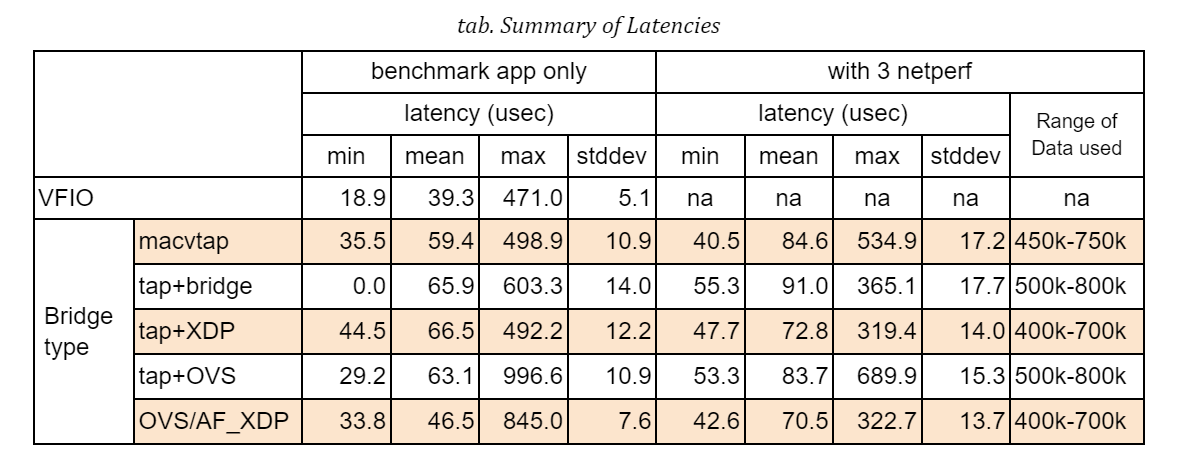 tab. Summary of Latencies
benchmark app only with 3 netperf
latency (usec) latency (usec) Range of Data used
min mean max stddev min mean max stddev
VFIO 18.9 39.3 471.0 5.1 na na na na na
Bridge type
macvtap 35.5 59.4 498.9 10.9 40.5 84.6 534.9 17.2 450k-750k
tap+bridge 0.0 65.9 603.3 14.0 55.3 91.0 365.1 17.7 500k-800k
tap+XDP 44.5 66.5 492.2 12.2 47.7 72.8 319.4 14.0 400k-700k
tap+OVS 29.2 63.1 996.6 10.9 53.3 83.7 689.9 15.3 500k-800k
OVS/AF_XDP 33.8 46.5 845.0 7.6 42.6 70.5 322.7 13.7 400k-700k